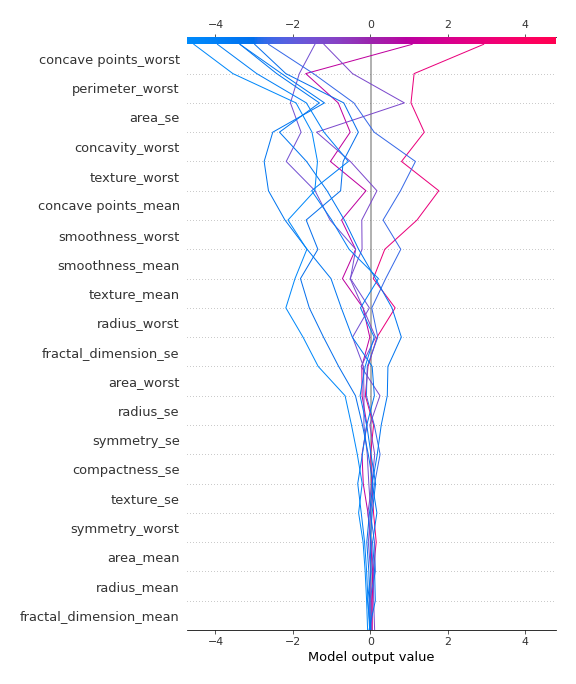 −4 −2 0 2 4
concave points_worst
perimeter_worst
area_se
concavity_worst
texture_worst
concave points_mean
smoothness_worst
smoothness_mean
texture_mean
radius_worst
fractal_dimension_se
area_worst
radius_se
symmetry_se
compactness_se
texture_se
symmetry_worst
area_mean
radius_mean
fractal_dimension_mean
−4 −2 0 2 4
Model output value